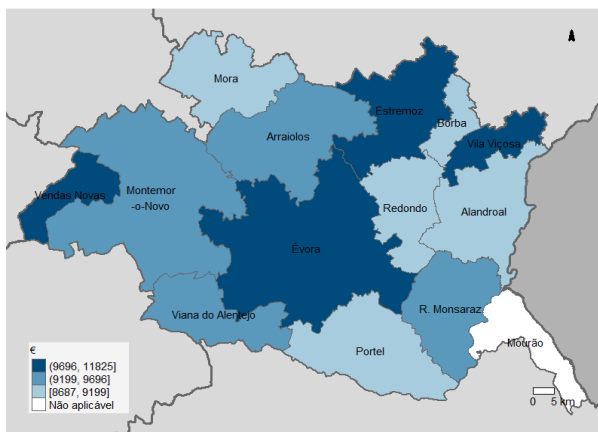 Mora
Estremoz
Borba
Arraiolos
Vila Viçosa
Vendas Novas
Montemor
-o-Novo
Redondo
Alandroal
Évora
Viana do Alentejo
R. Monsaraz
Mourão
Portel
€
(9696, 11825]
(9199, 9696]
[8687, 9199]
Não aplicável
0 5 km